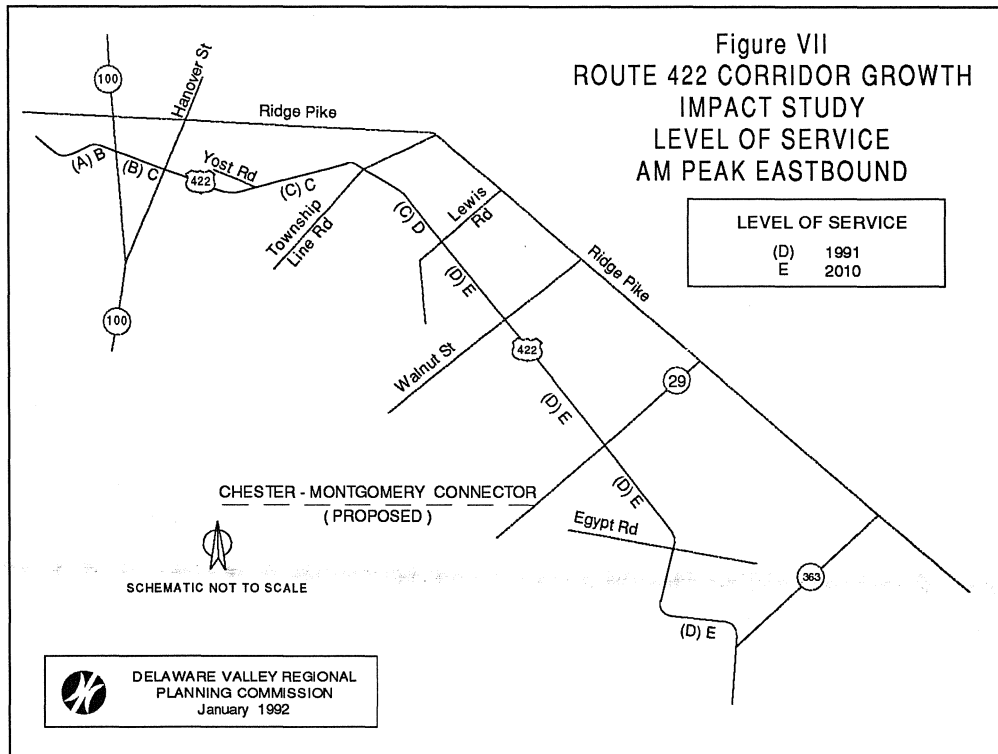 Figure VII
ROUTE 422 CORRIDOR GROWTH
IMPACT STUDY
LEVEL OF SERVICE
AM PEAK EASTBOUND
LEVEL OF SERVICE
(D) 1991
E 2010
100
Hanover St
Ridge Pike
(A) B
(B) C
Yost Rd
422
(C) C
Township
Line Rd
(C) D
Lewis
Rd
(D) E
Ridge Pike
100
Walnut St
422
29
(D) E
CHESTER - MONTGOMERY CONNECTOR
( PROPOSED )
(D) E
Egypt Rd
363
(D) E
SCHEMATIC NOT TO SCALE
DELAWARE VALLEY REGIONAL
PLANNING COMMISSION
January 1992